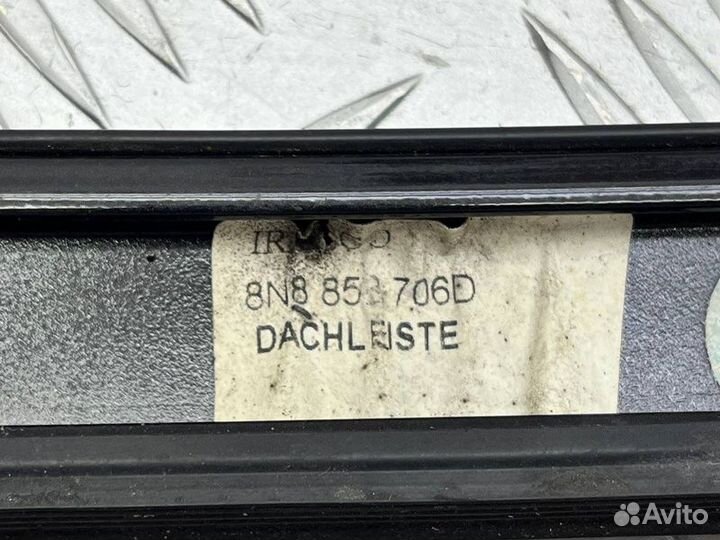 8N8 853 706D
DACHLEISTE
Avito